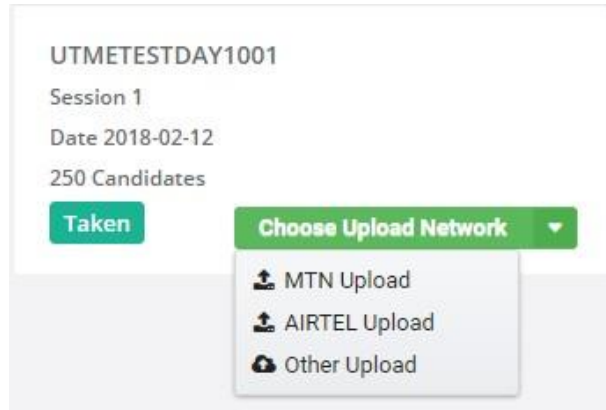 UTMETESTDAY1001
Session 1
Date 2018-02-12
250 Candidates
Taken
Choose Upload Network
MTN Upload
AIRTEL Upload
Other Upload